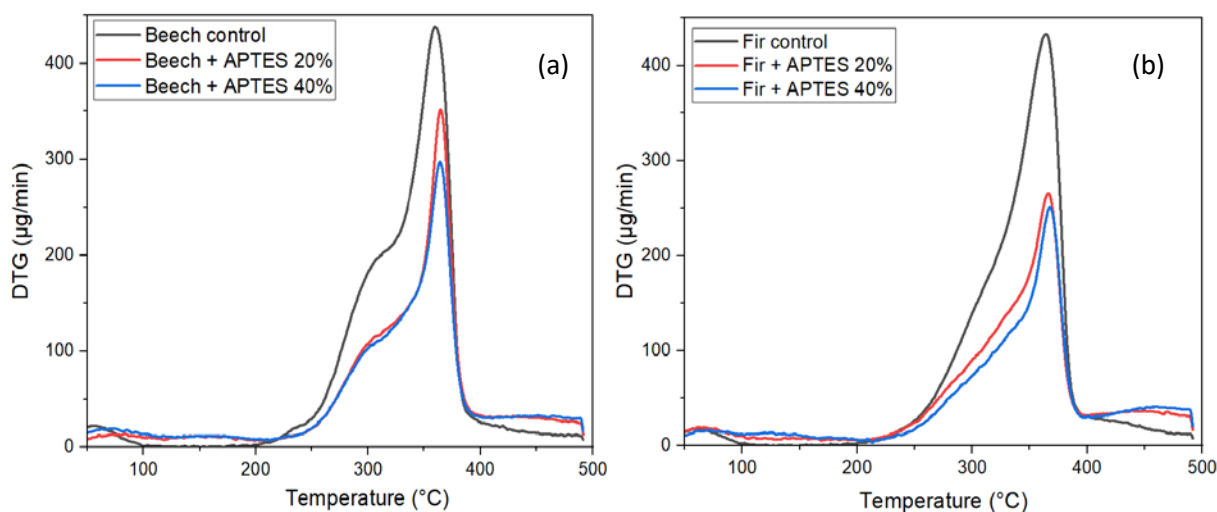 Beech control
Beech + APTES 20%
Beech + APTES 40%
(a)
400
300
200
100
0
DTG (µg/min)
100
200
300
400
500
Temperature (°C)
Fir control
Fir + APTES 20%
Fir + APTES 40%
(b)
400
300
200
100
0
DTG (µg/min)
100
200
300
400
500
Temperature (°C)